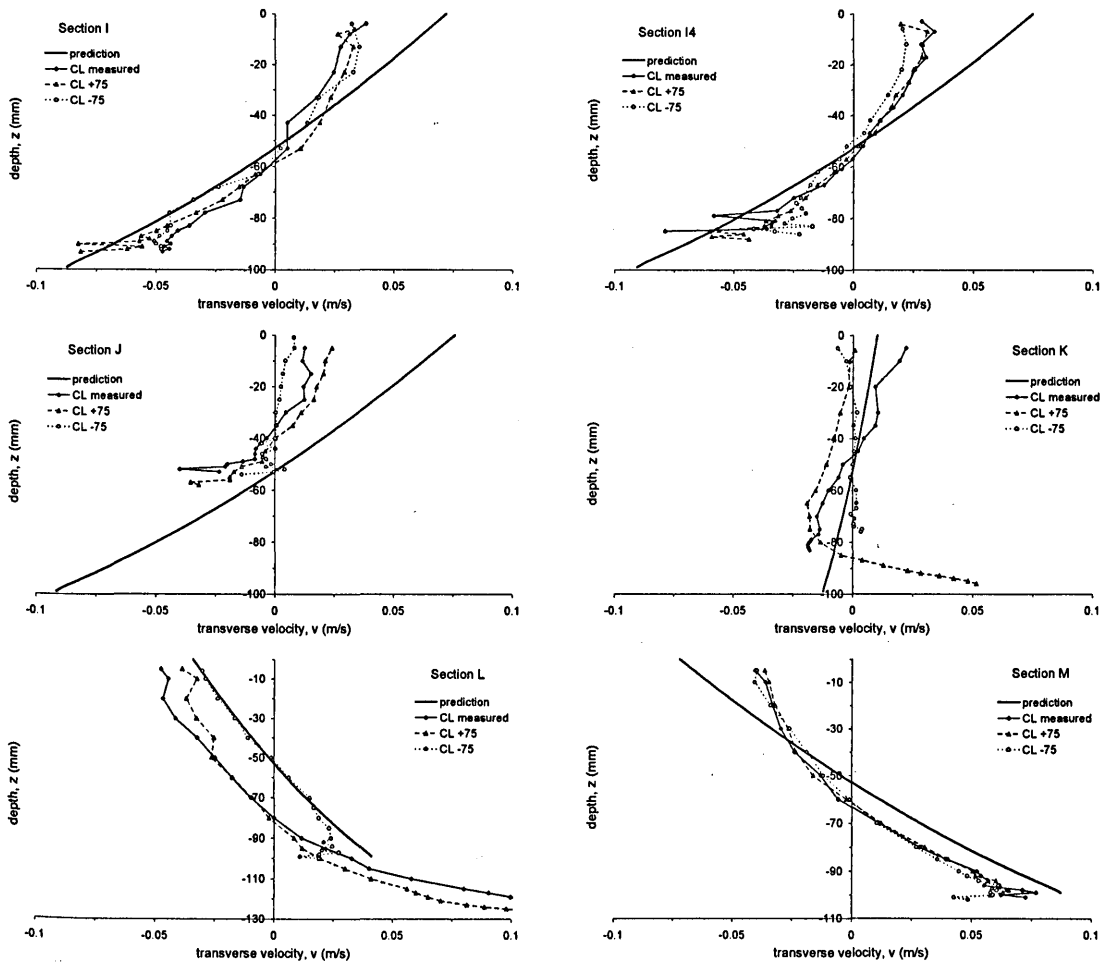 Section I
prediction
CL measured
CL +75
CL -75
depth, z (mm)
0
-20
-40
-60
-80
-100
-0.1
-0.05
0
0.05
0.1
transverse velocity, v (m/s)
Section I4
prediction
CL measured
CL +75
CL -75
depth, z (mm)
0
-20
-40
-60
-80
-100
-0.1
-0.05
0
0.05
0.1
transverse velocity, v (m/s)
Section J
prediction
CL measured
CL +75
CL -75
depth, z (mm)
0
-20
-40
-60
-80
-100
-0.1
-0.05
0
0.05
0.1
transverse velocity, v (m/s)
Section K
prediction
CL measured
CL +75
CL -75
depth, z (mm)
0
-20
-40
-60
-80
-100
-0.1
-0.05
0
0.05
0.1
transverse velocity, v (m/s)
Section L
prediction
CL measured
CL +75
CL -75
depth, z (mm)
-10
-30
-50
-70
-90
-110
-130
-0.1
-0.05
0
0.05
0.1
transverse velocity, v (m/s)
Section M
prediction
CL measured
CL +75
CL -75
depth, z (mm)
-10
-30
-50
-70
-90
-110
-0.1
-0.05
0
0.05
0.1
transverse velocity, v (m/s)